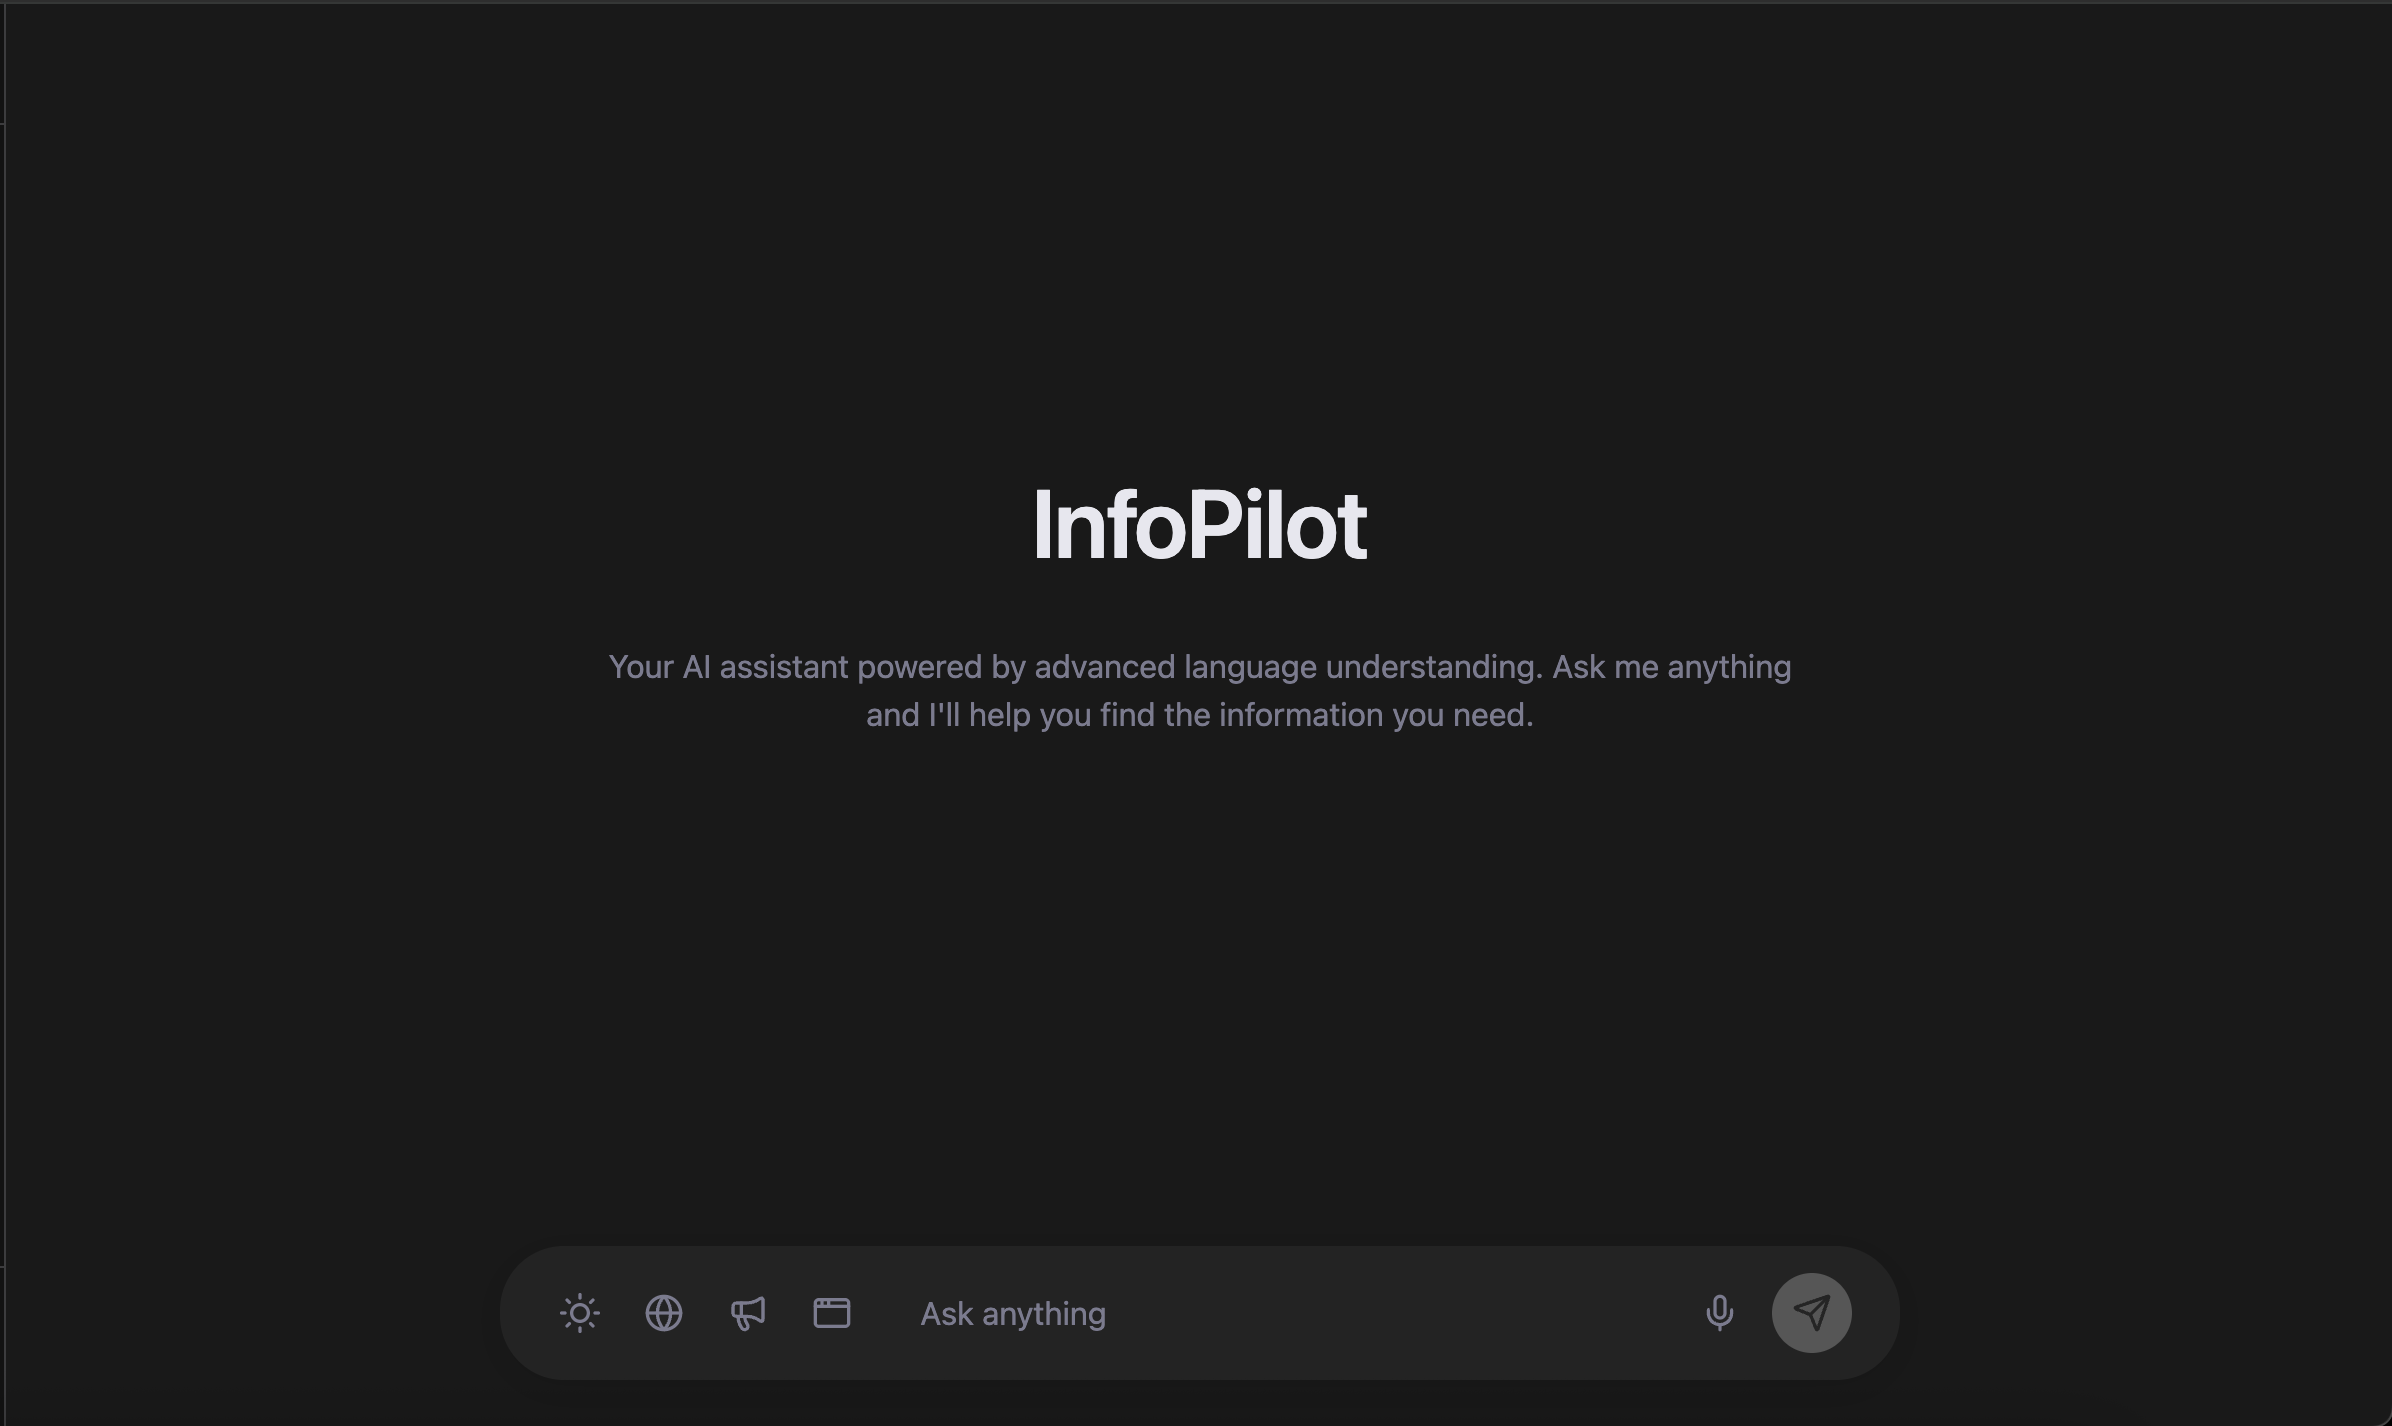 InfoPilot
Your AI assistant powered by advanced language understanding. Ask me anything
and I'll help you find the information you need.
Ask anything